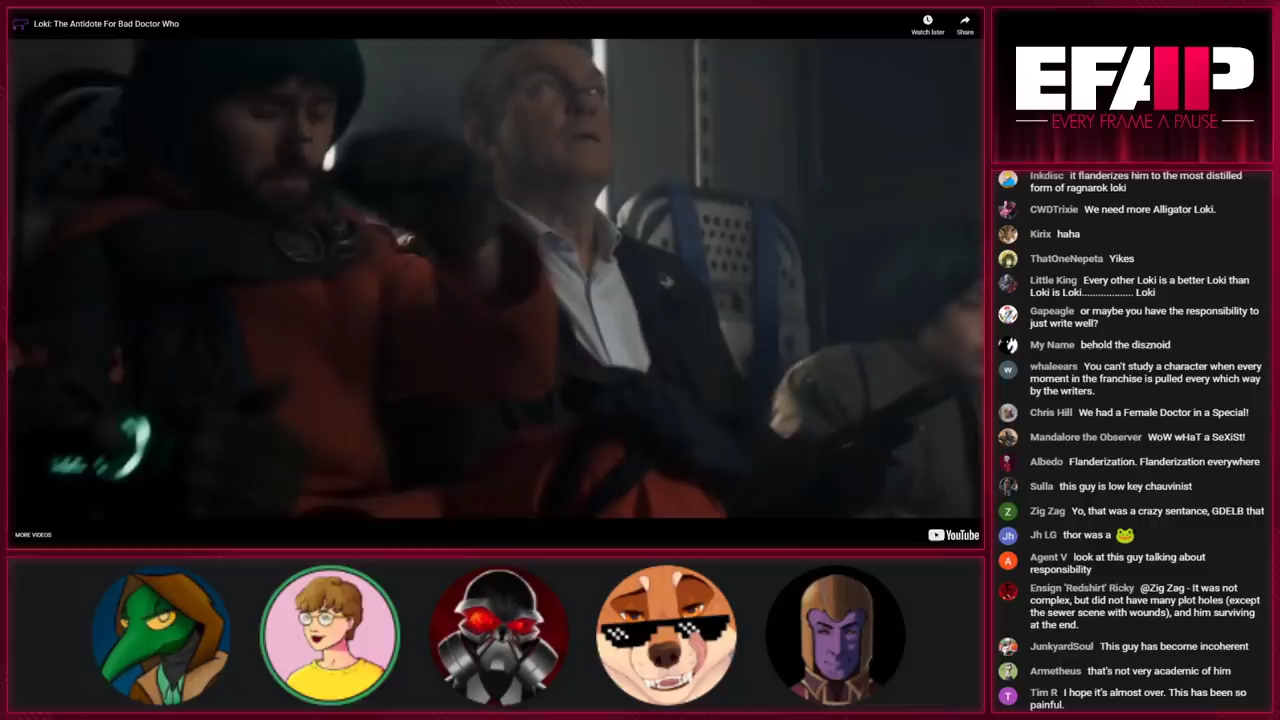 Loki: The Antidote For Bad Doctor Who
Watch later
Share
MORE VIDEOS
YouTube
EFAP
EVERY FRAME A PAUSE
Inkdisc it flanderizes him to the most distilled
form of ragnarok loki
CWDTrixie We need more Alligator Loki.
Kirix haha
ThatOneNepeta Yikes
Little King Every other Loki is a better Loki than
Loki is Loki.................. Loki
Gapeagle or maybe you have the responsibility to
just write well?
My Name behold the disznoid
w
whaleears You can't study a character when every
moment in the franchise is pulled every which way
by the writers.
Chris Hill We had a Female Doctor in a Special!
Mandalore the Observer WoW wHaT a SeXiSt!
Albedo Flanderization. Flanderization everywhere
Sulla this guy is low key chauvinist
Z
Zig Zag Yo, that was a crazy sentence, GDELB that
Jh
Jh LG thor was a
A
Agent V look at this guy talking about
responsibility
Ensign 'Redshirt' Ricky @Zig Zag - It was not
complex, but did not have many plot holes (except
the sewer scene with wounds), and him surviving
at the end.
JunkyardSoul This guy has become incoherent
Armetheus that's not very academic of him
T
Tim R I hope it's almost over. This has been so
painful.